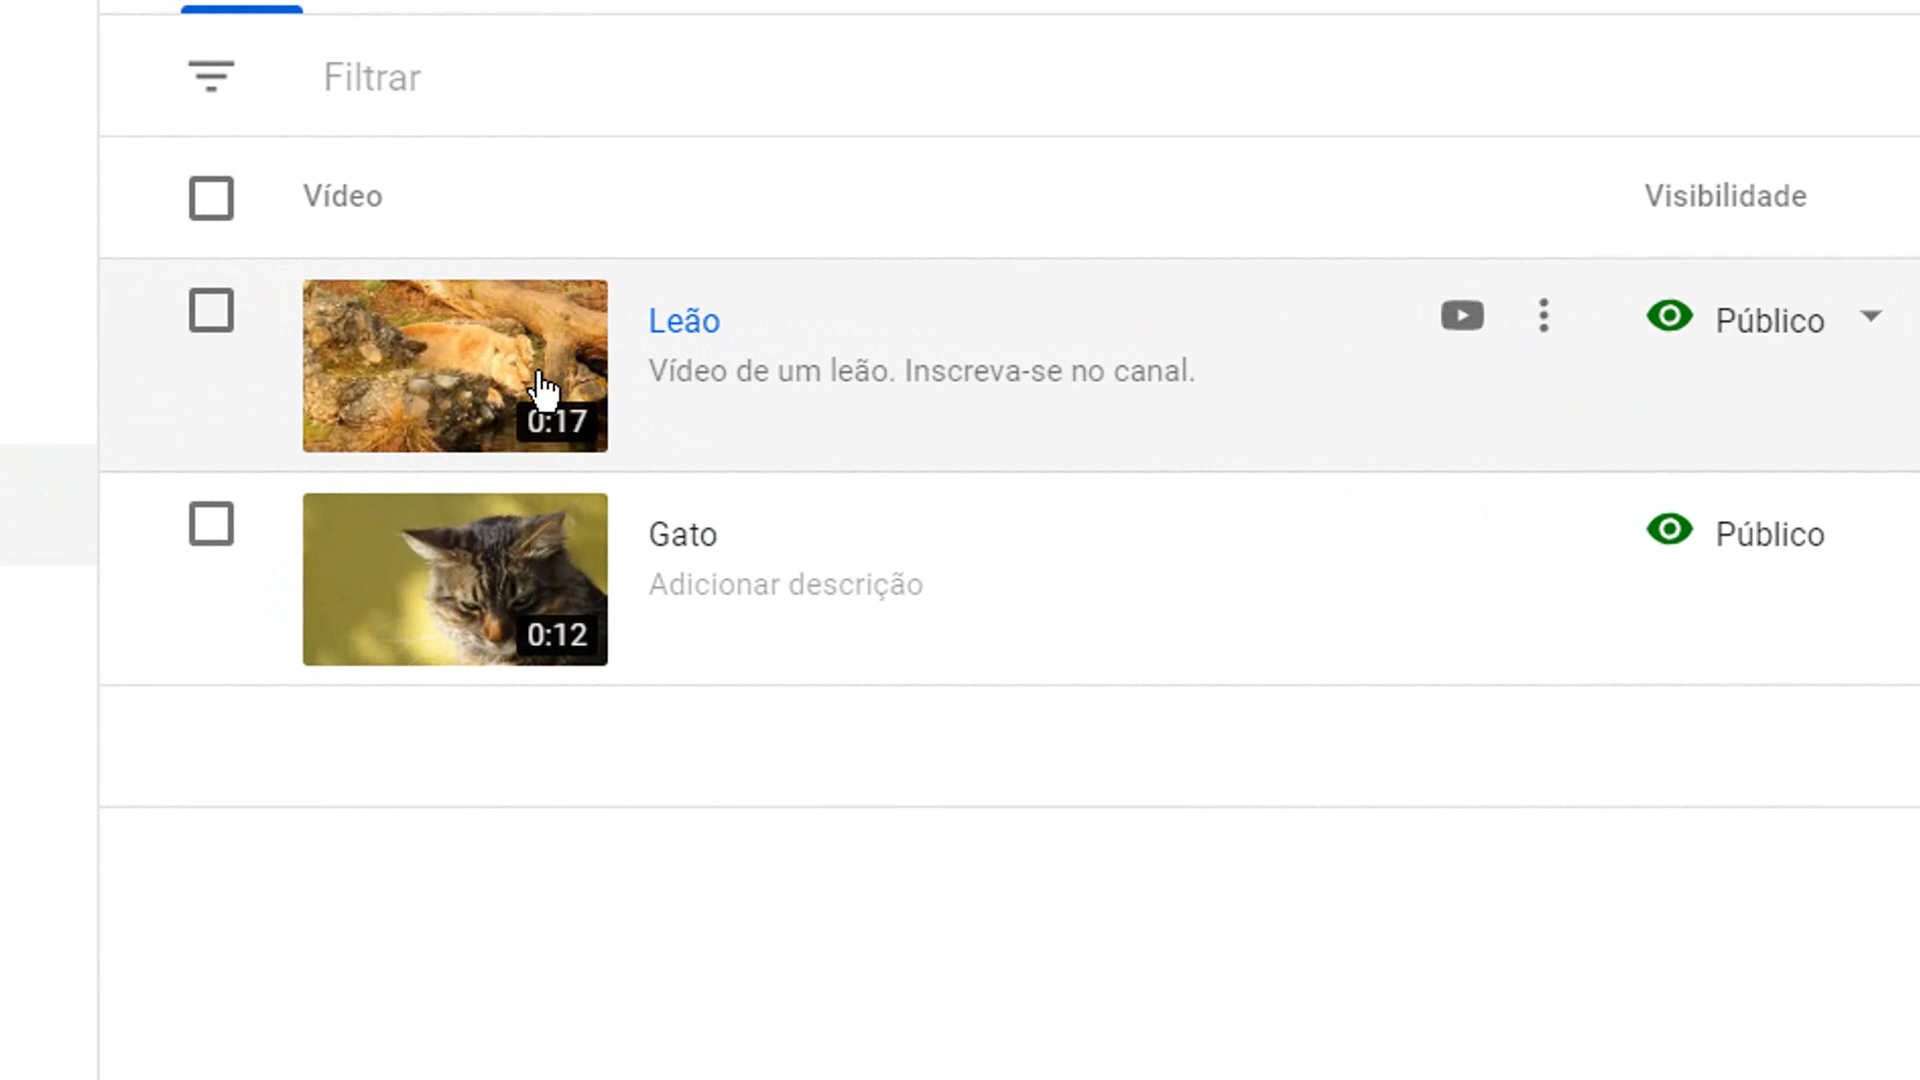 Filtrar
Vídeo
Visibilidade
Leão
Público
Vídeo de um leão. Inscreva-se no canal.
0:17
Gato
Público
Adicionar descrição
0:12